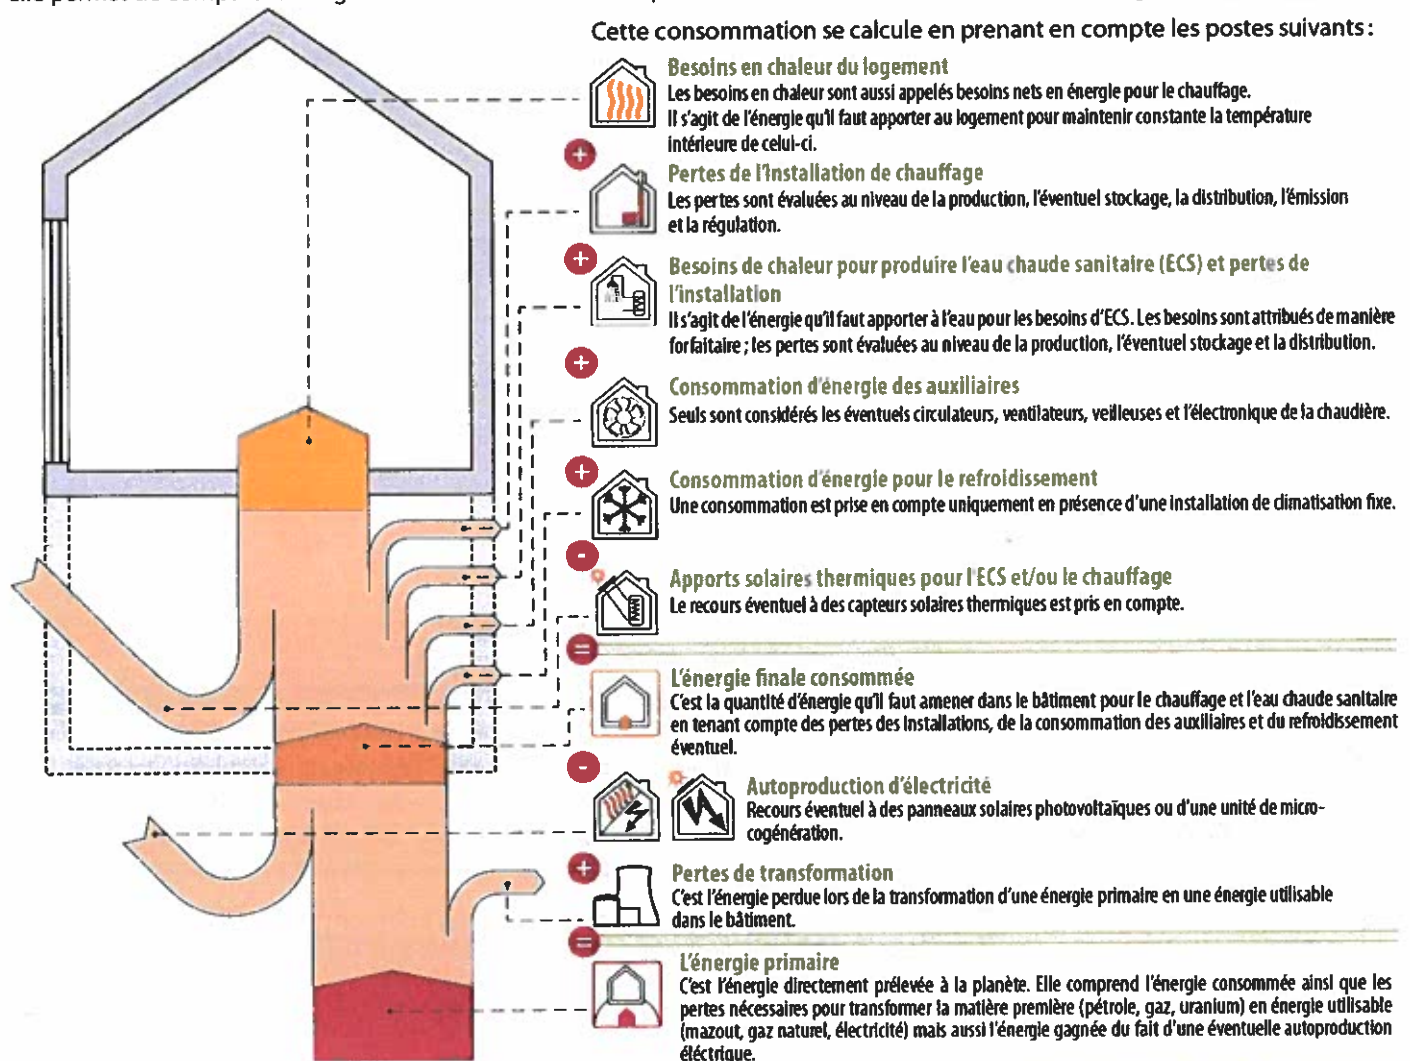 Cette consommation se calcule en prenant en compte les postes suivants :
Besoins en chaleur du logement
Les besoins en chaleur sont aussi appelés besoins nets en énergie pour le chauffage.
Il s'agit de l'énergie qu'il faut apporter au logement pour maintenir constante la température
intérieure de celui-ci.
+
Pertes de l'installation de chauffage
Les pertes sont évaluées au niveau de la production, l'éventuel stockage, la distribution, l'émission
et la régulation.
+
Besoins de chaleur pour produire l'eau chaude sanitaire (ECS) et pertes de
l'installation
Il s'agit de l'énergie qu'il faut apporter à l'eau pour les besoins d'ECS. Les besoins sont attribués de manière
forfaitaire ; les pertes sont évaluées au niveau de la production, l'éventuel stockage et la distribution.
+
Consommation d'énergie des auxiliaires
Seuls sont considérés les éventuels circulateurs, ventilateurs, veilleuses et l'électronique de la chaudière.
+
Consommation d'énergie pour le refroidissement
Une consommation est prise en compte uniquement en présence d'une installation de climatisation fixe.
-
Apports solaires thermiques pour l'ECS et/ou le chauffage
Le recours éventuel à des capteurs solaires thermiques est pris en compte.
=
L'énergie finale consommée
C'est la quantité d'énergie qu'il faut amener dans le bâtiment pour le chauffage et l'eau chaude sanitaire
en tenant compte des pertes des installations, de la consommation des auxiliaires et du refroidissement
éventuel.
-
Autoproduction d'électricité
Recours éventuel à des panneaux solaires photovoltaïques ou d'une unité de micro-
cogénération.
+
Pertes de transformation
C'est l'énergie perdue lors de la transformation d'une énergie primaire en une énergie utilisable
dans le bâtiment.
=
L'énergie primaire
C'est l'énergie directement prélevée à la planète. Elle comprend l'énergie consommée ainsi que les
pertes nécessaires pour transformer la matière première (pétrole, gaz, uranium) en énergie utilisable
(mazout, gaz naturel, électricité) mais aussi l'énergie gagnée du fait d'une éventuelle autoproduction
éléctrique.